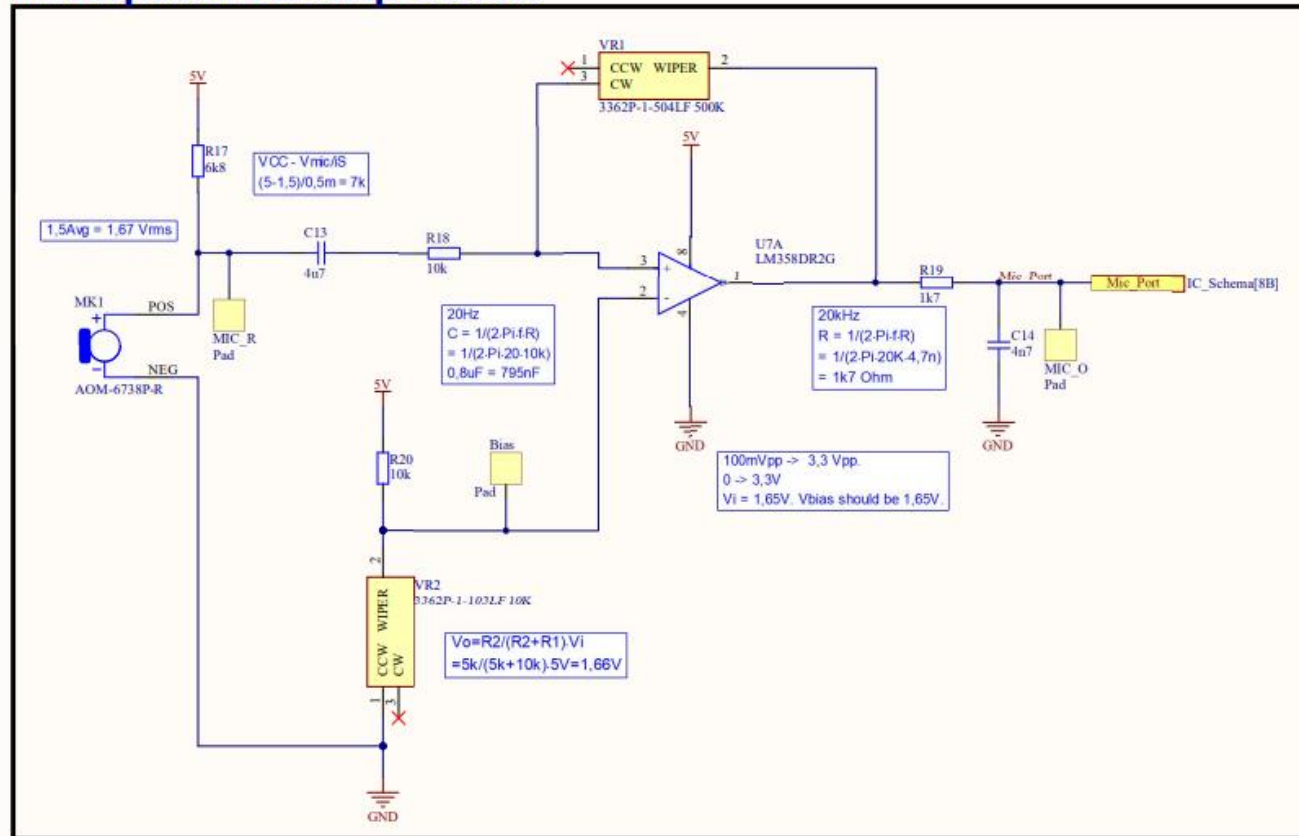 VR1
1
CCW WIPER
2
3
CW
3362P-1-504LF 500K
5V
R17
6k8
VCC - Vmic/iS
(5-1,5)/0,5m = 7k
5V
1,5Avg = 1,67 Vrms
C13
4u7
R18
10k
8
U7A
LM358DR2G
3
+
2
-
1
4
R19
1k7
Mic_Port
Mic_Port
IC_Schema[8B]
MK1
POS
+
NEG
AOM-6738P-R
MIC_R
Pad
20Hz
C = 1/(2·Pi·f·R)
= 1/(2·Pi·20·10k)
0,8uF = 795nF
20kHz
R = 1/(2·Pi·f·R)
= 1/(2·Pi·20K·4,7n)
= 1k7 Ohm
C14
4n7
MIC_O
Pad
5V
GND
GND
R20
10k
Bias
Pad
100mVpp -> 3,3 Vpp.
0 -> 3,3V
Vi = 1,65V. Vbias should be 1,65V.
2
VR2
3362P-1-103LF 10K
CCW WIPER
CW
1
3
Vo=R2/(R2+R1)·Vi
=5k/(5k+10k)·5V=1,66V
GND